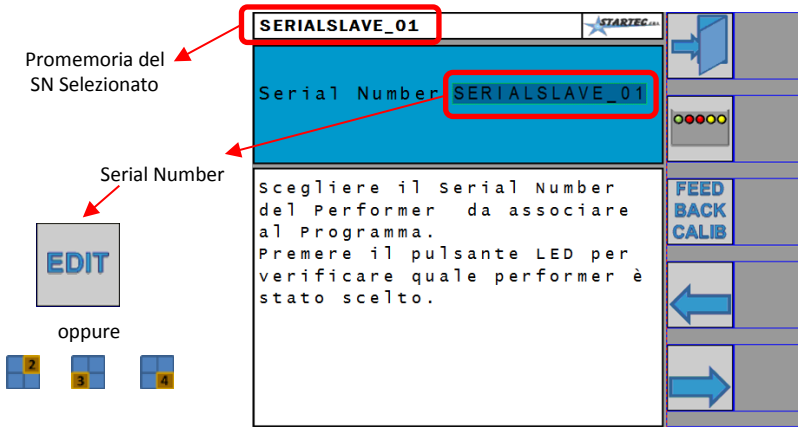 SERIALSLAVE_01
STARTEC s.r.l.
Promemoria del
SN Selezionato
Serial Number SERIALSLAVE_01
Serial Number
Scegliere il Serial Number
del Performer da associare
al Programma.
Premere il pulsante LED per
verificare quale performer è
stato scelto.
FEED
BACK
CALIB
EDIT
oppure
2
3
4